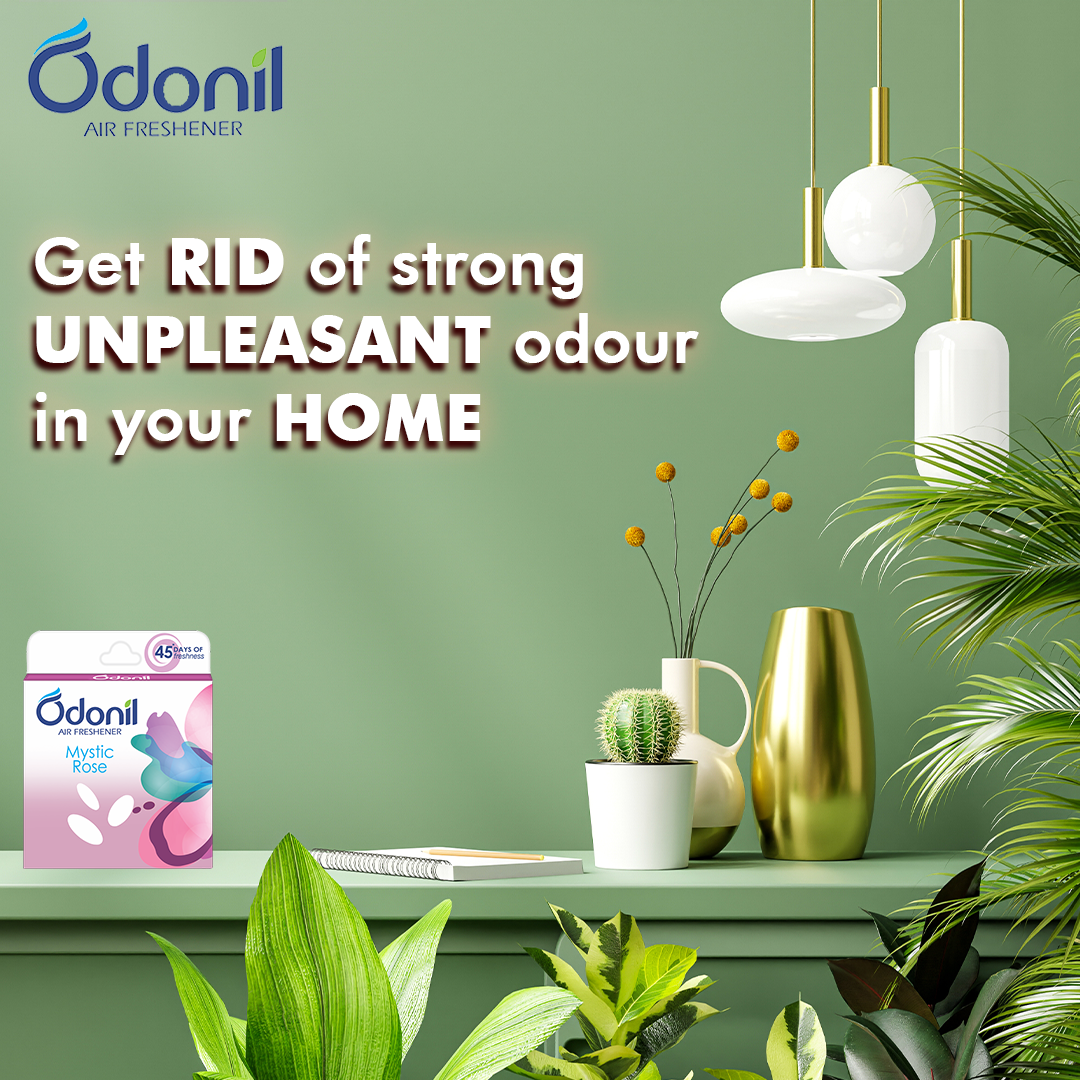 Odonil
AIR FRESHENER
Get RID of strong
UNPLEASANT odour
in your HOME
45 DAYS OF
freshness
Odonil
Odonil
AIR FRESHENER
Mystic
Rose